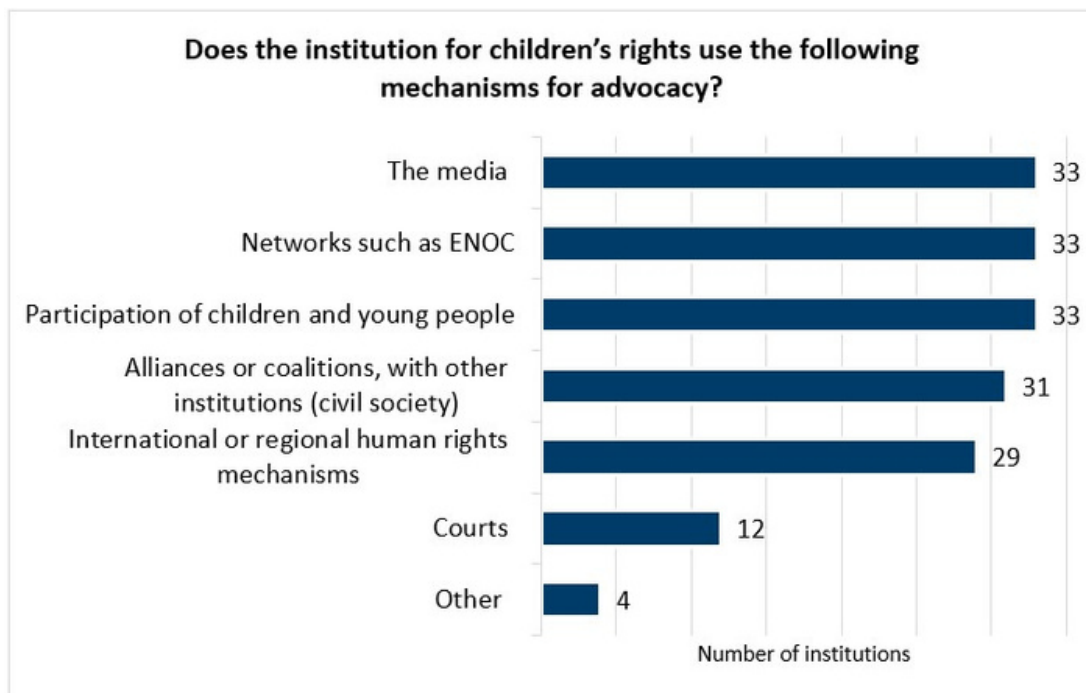 Does the institution for children’s rights use the following
mechanisms for advocacy?
The media
33
Networks such as ENOC
33
Participation of children and young people
33
Alliances or coalitions, with other
institutions (civil society)
31
International or regional human rights
mechanisms
29
Courts
12
Other
4
Number of institutions